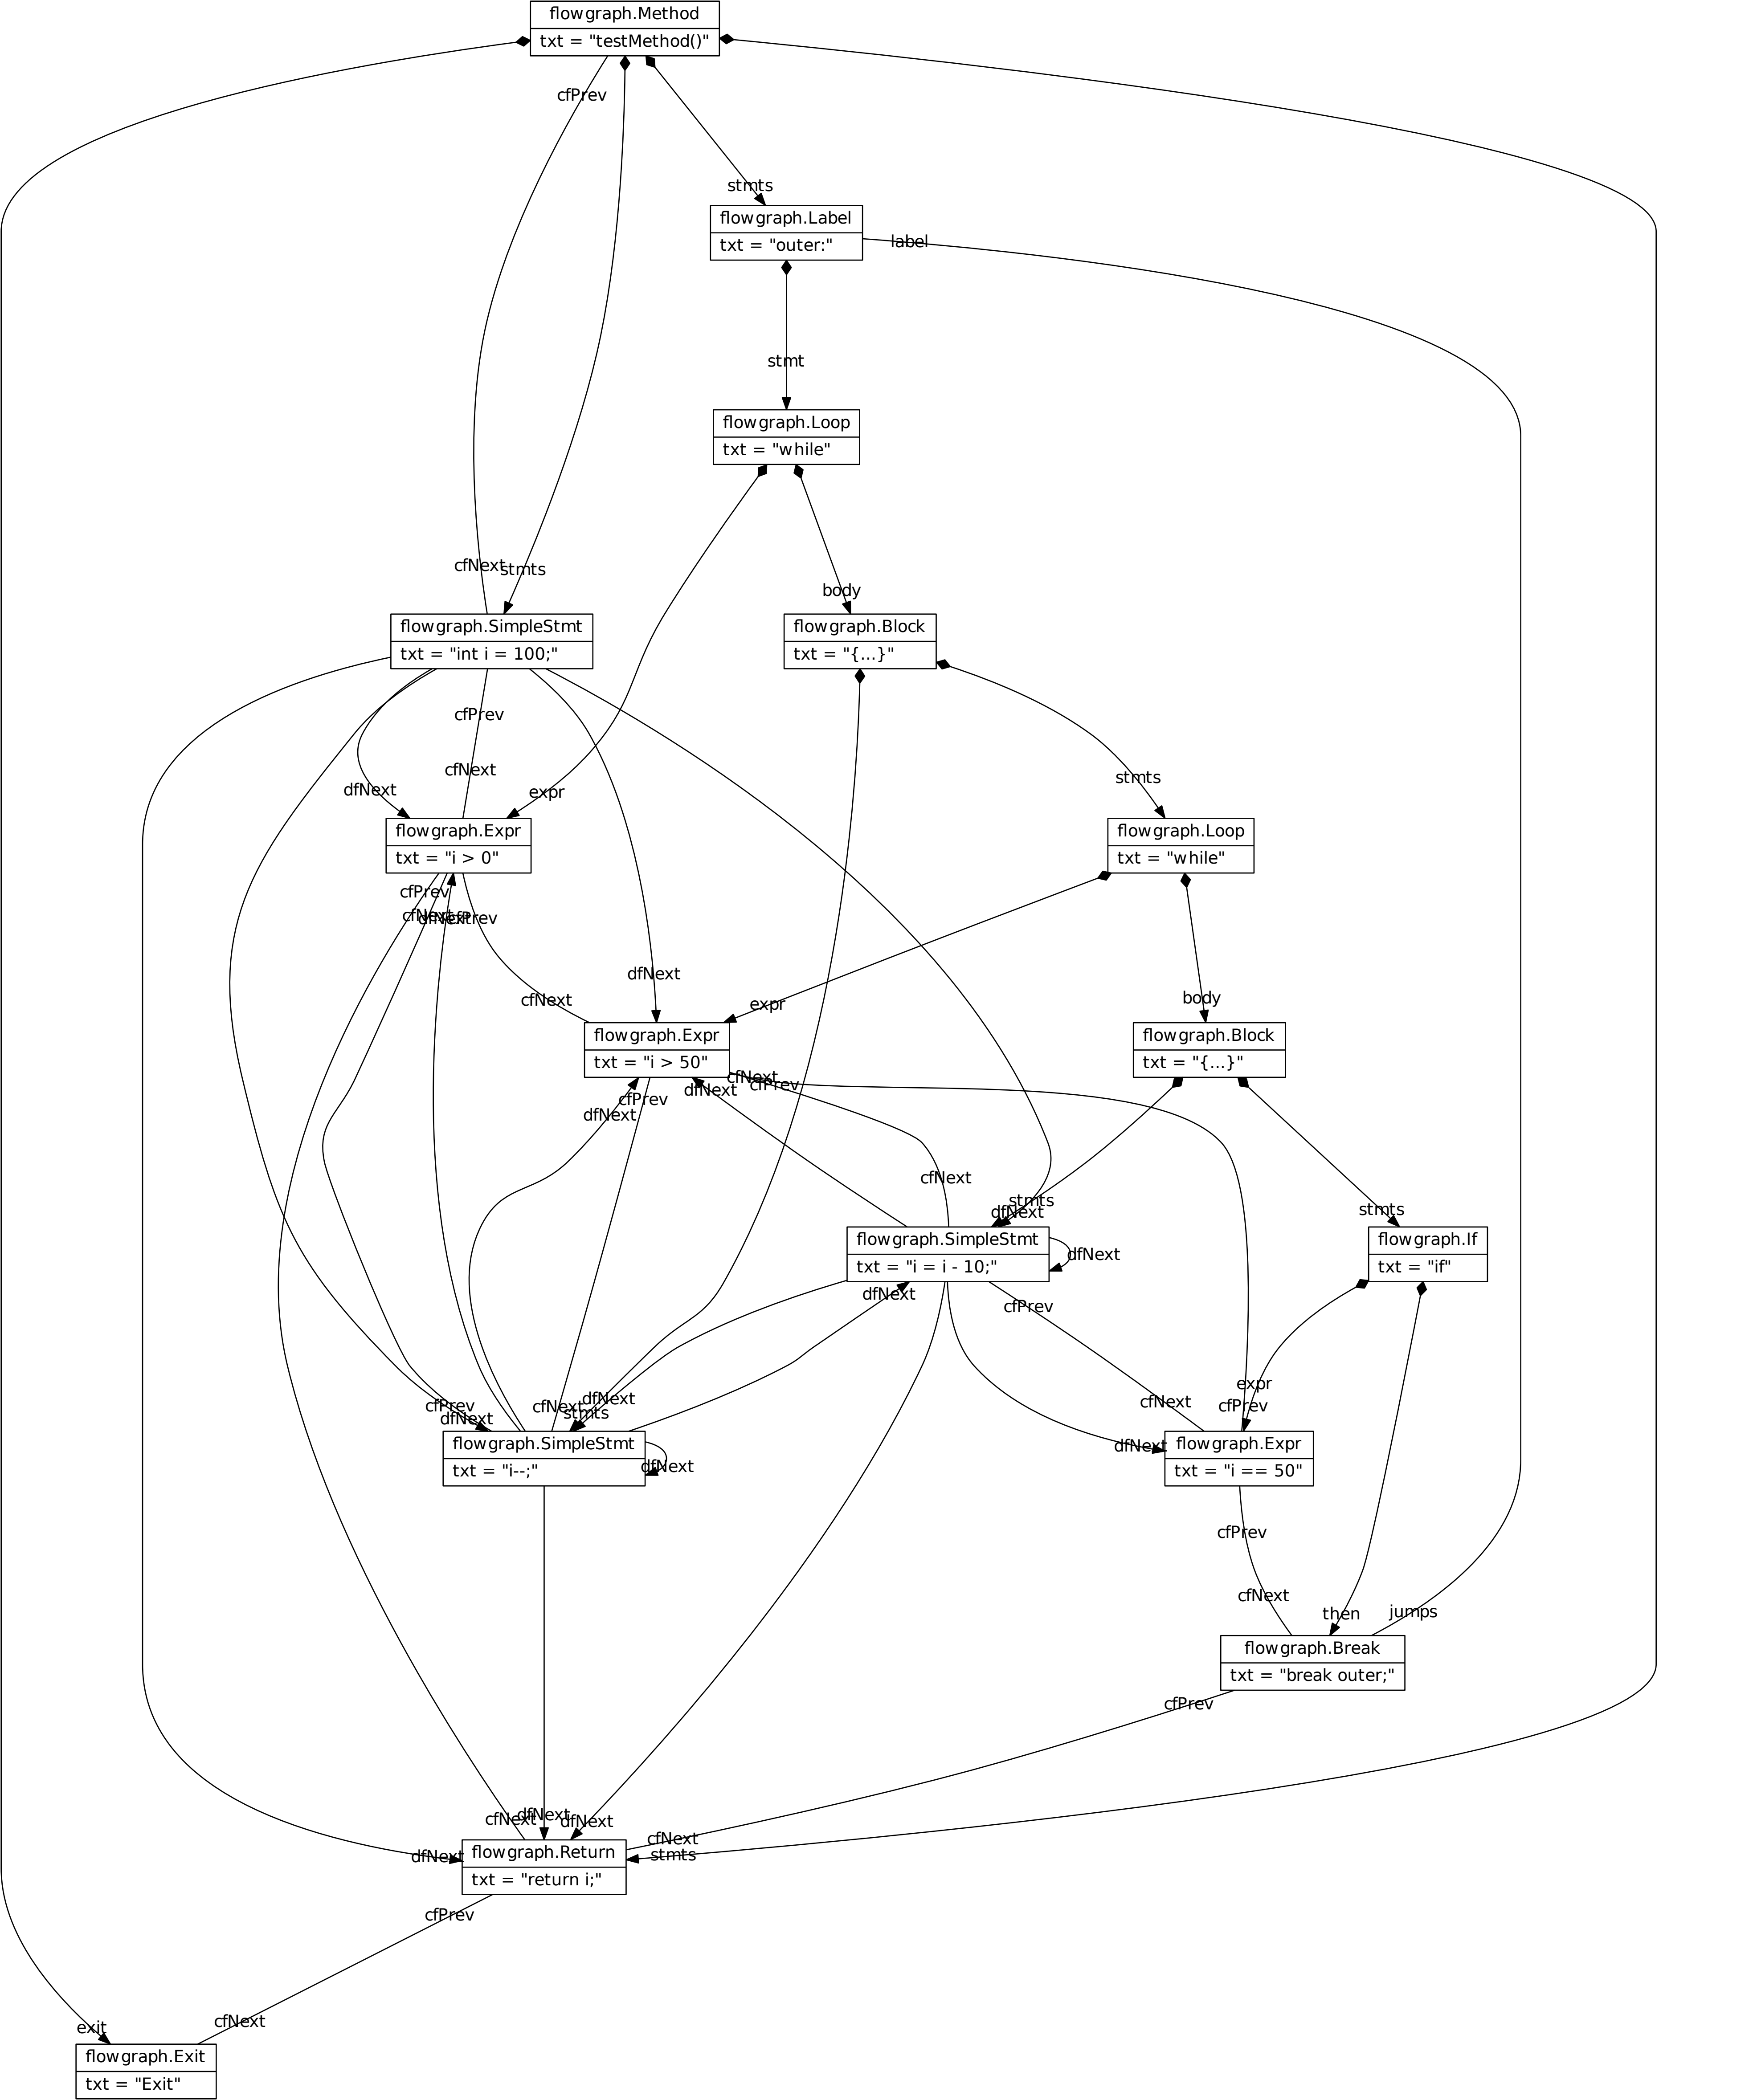 flowgraph.Method
txt = "testMethod()"
cfPrev
stmts
flowgraph.Label
txt = "outer:"
label
stmt
flowgraph.Loop
txt = "while"
cfNext
stmts
body
flowgraph.SimpleStmt
txt = "int i = 100;"
flowgraph.Block
txt = "{...}"
cfPrev
cfNext
dfNext
expr
stmts
flowgraph.Expr
txt = "i > 0"
flowgraph.Loop
txt = "while"
cfPrev
cfNext
dfNext
cfPrev
dfNext
cfNext
expr
body
flowgraph.Expr
txt = "i > 50"
flowgraph.Block
txt = "{...}"
cfNext
cfPrev
dfNext
cfPrev
dfNext
cfNext
stmts
dfNext
stmts
flowgraph.SimpleStmt
txt = "i = i - 10;"
dfNext
flowgraph.If
txt = "if"
dfNext
cfPrev
expr
cfPrev
dfNext
cfNext
dfNext
stmts
cfNext
cfPrev
dfNext
flowgraph.SimpleStmt
txt = "i--;"
dfNext
flowgraph.Expr
txt = "i == 50"
cfPrev
cfNext
then
jumps
flowgraph.Break
txt = "break outer;"
cfPrev
cfNext
dfNext
dfNext
cfNext
stmts
dfNext
flowgraph.Return
txt = "return i;"
cfPrev
cfNext
exit
flowgraph.Exit
txt = "Exit"